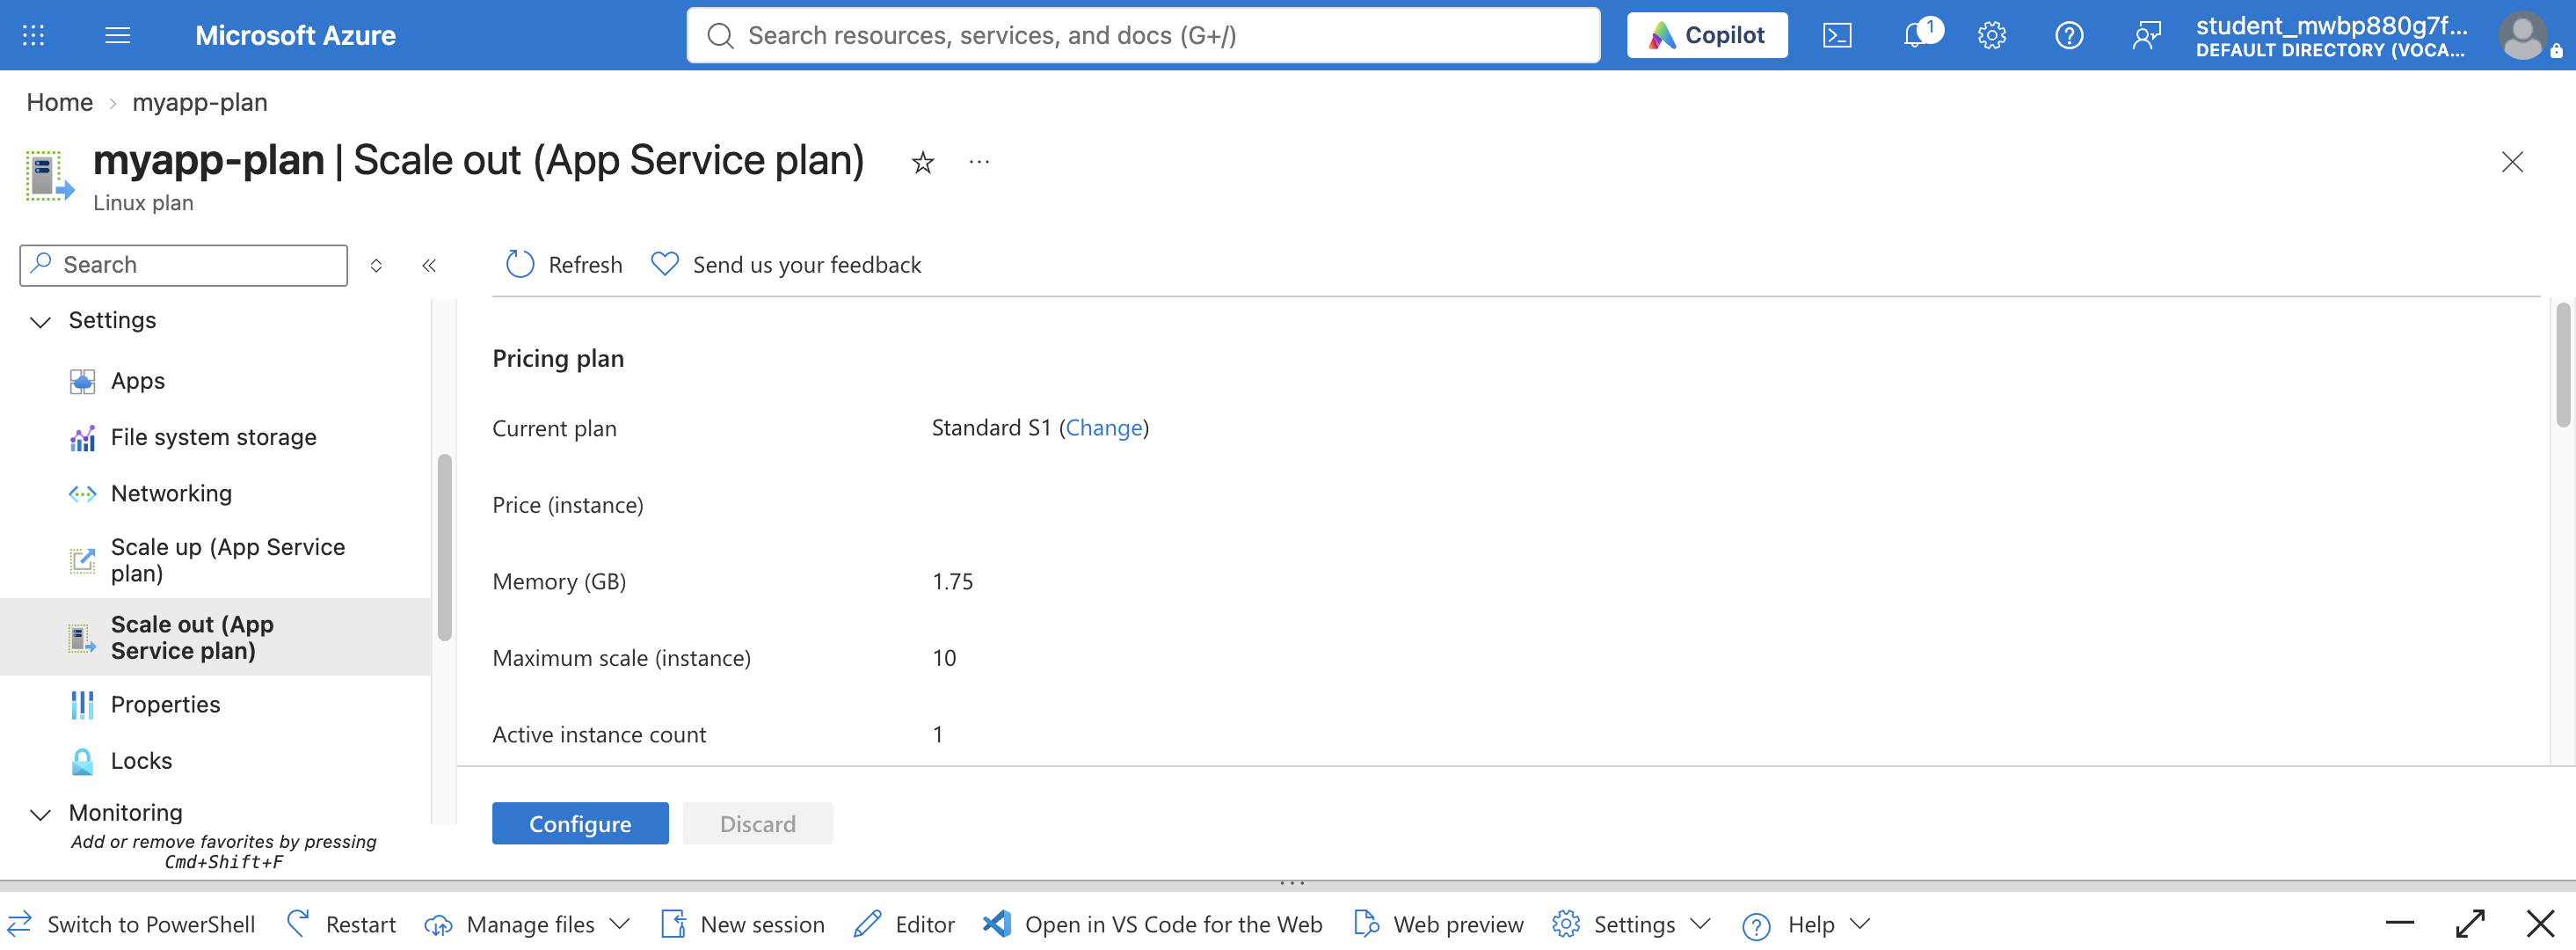 Microsoft Azure
Search resources, services, and docs (G+/)
Copilot
1
student_mwbp880g7f...
DEFAULT DIRECTORY (VOCA...
Home > myapp-plan
myapp-plan | Scale out (App Service plan)
Linux plan
Search
Refresh
Send us your feedback
Settings
Apps
File system storage
Networking
Scale up (App Service
plan)
Scale out (App
Service plan)
Properties
Locks
Monitoring
Add or remove favorites by pressing
Cmd+Shift+F
Pricing plan
Current plan
Standard S1 (Change)
Price (instance)
Memory (GB)
1.75
Maximum scale (instance)
10
Active instance count
1
Configure
Discard
Switch to PowerShell
Restart
Manage files
New session
Editor
Open in VS Code for the Web
Web preview
Settings
Help